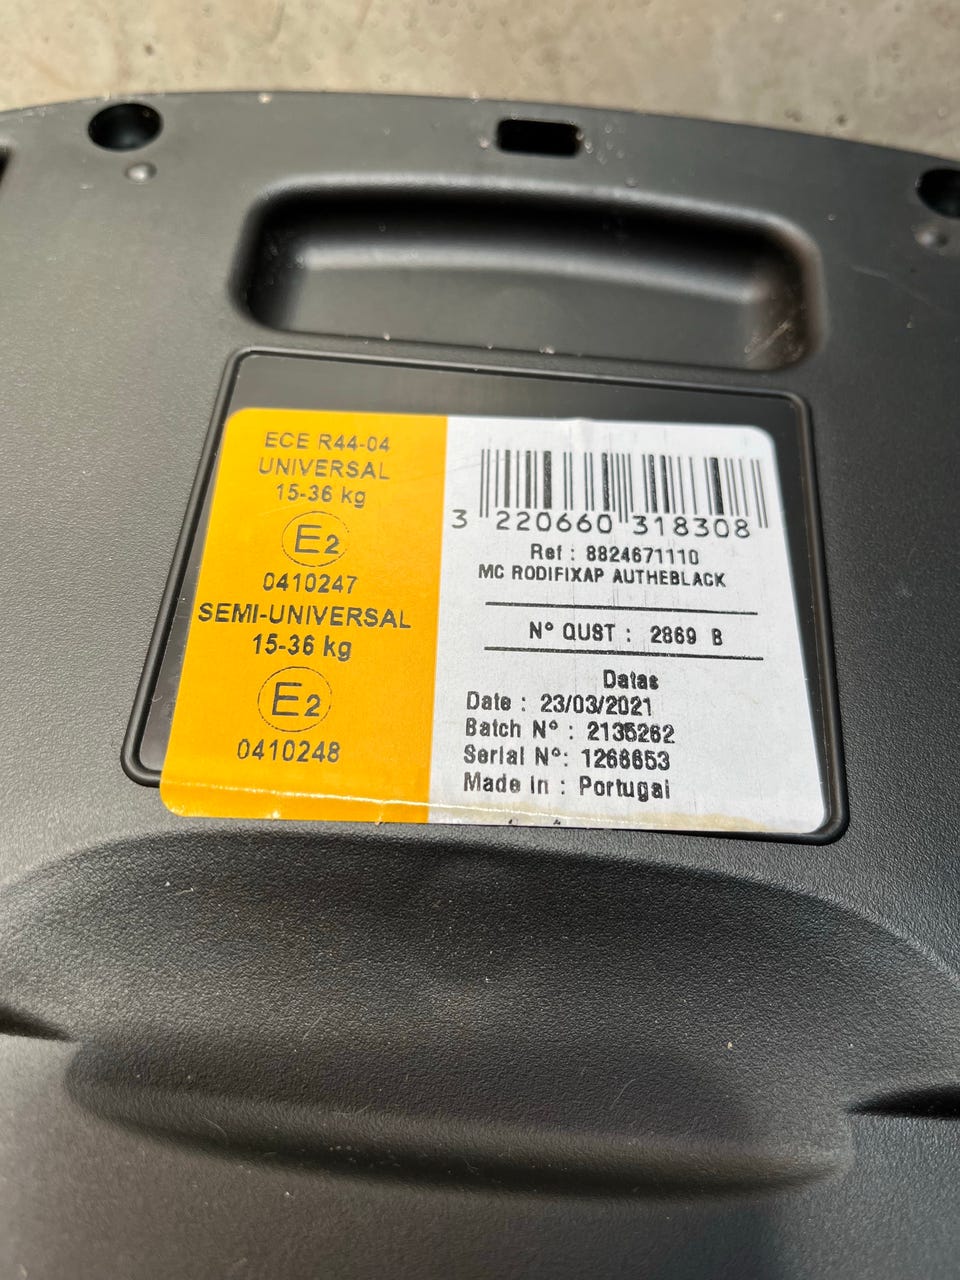 ECE R44-04
UNIVERSAL
15-36 kg
E2
0410247
SEMI-UNIVERSAL
15-36 kg
E2
0410248
3 220660 318308
Ref : 8824671110
MC RODIFIXAP AUTHEBLACK
N° QUST : 2869 B
Datas
Date : 23/03/2021
Batch N° : 2135262
Serial N°: 1268653
Made in : Portugal